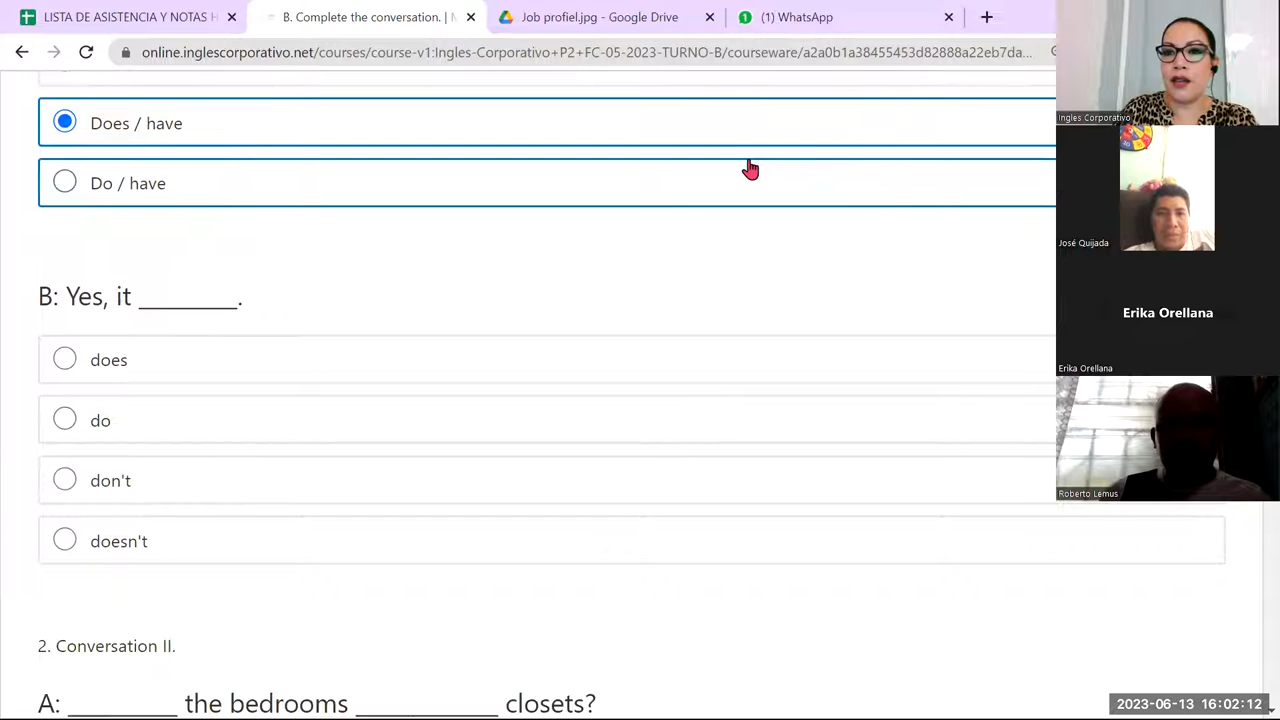 LISTA DE ASISTENCIA Y NOTAS H
B. Complete the conversation. |
Job profiel.jpg - Google Drive
(1) WhatsApp
online.inglescorporativo.net/courses/course-v1:Ingles-Corporativo+P2+FC-05-2023-TURNO-B/courseware/a2a0b1a38455453d82888a22eb7da...
Ingles Corporativo
Does / have
Do / have
José Quijada
B: Yes, it ________.
Erika Orellana
does
Erika Orellana
do
don't
Roberto Lemus
doesn't
2. Conversation II.
A: ________ the bedrooms __________ closets?
2023-06-13 16:02:12